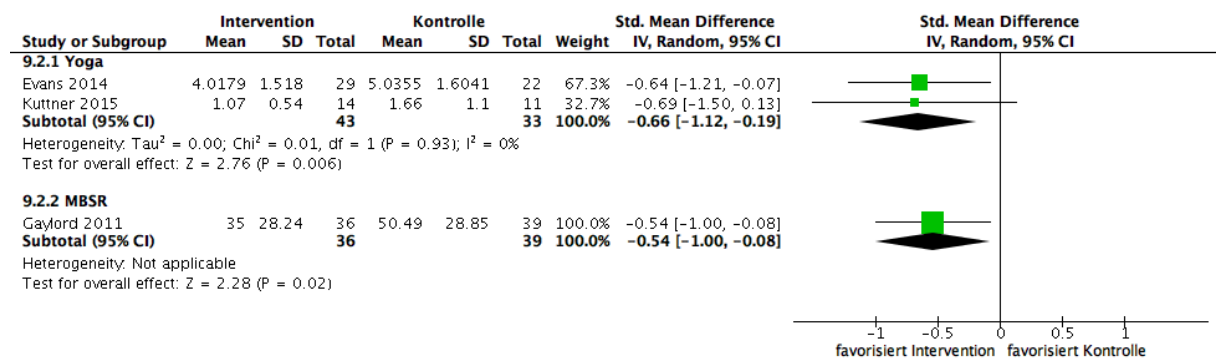 Intervention Kontrolle Std. Mean Difference Std. Mean Difference
Study or Subgroup Mean SD Total Mean SD Total Weight IV, Random, 95% CI IV, Random, 95% CI
9.2.1 Yoga
Evans 2014 4.0179 1.518 29 5.0355 1.6041 22 67.3% -0.64 [-1.21, -0.07]
Kuttner 2015 1.07 0.54 14 1.66 1.1 11 32.7% -0.69 [-1.50, 0.13]
Subtotal (95% CI) 43 33 100.0% -0.66 [-1.12, -0.19]
Heterogeneity: Tau² = 0.00; Chi² = 0.01, df = 1 (P = 0.93); I² = 0%
Test for overall effect: Z = 2.76 (P = 0.006)
9.2.2 MBSR
Gaylord 2011 35 28.24 36 50.49 28.85 39 100.0% -0.54 [-1.00, -0.08]
Subtotal (95% CI) 36 39 100.0% -0.54 [-1.00, -0.08]
Heterogeneity: Not applicable
Test for overall effect: Z = 2.28 (P = 0.02)
-1 -0.5 0 0.5 1
favorisiert Intervention favorisiert Kontrolle